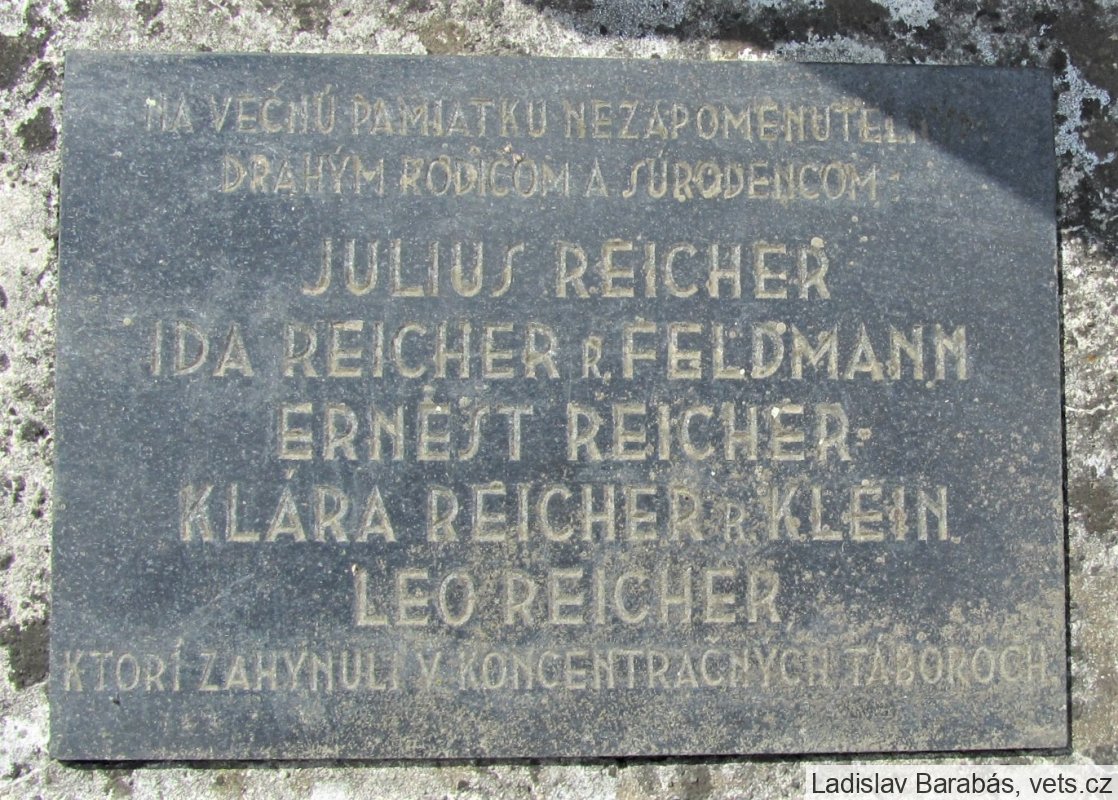 NA VEČNÚ PAMIATKU NEZAPOMENUTEĽNÝM
DRAHÝM RODIČOM A SÚRODENCOM
JULIUS REICHER
IDA REICHER R. FELDMANN
ERNEST REICHER
KLÁRA REICHER R. KLEIN
LEO REICHER,
KTORÍ ZAHYNULI V KONCENTRAČNÝCH TÁBOROCH.
Ladislav Barabás, vets.cz